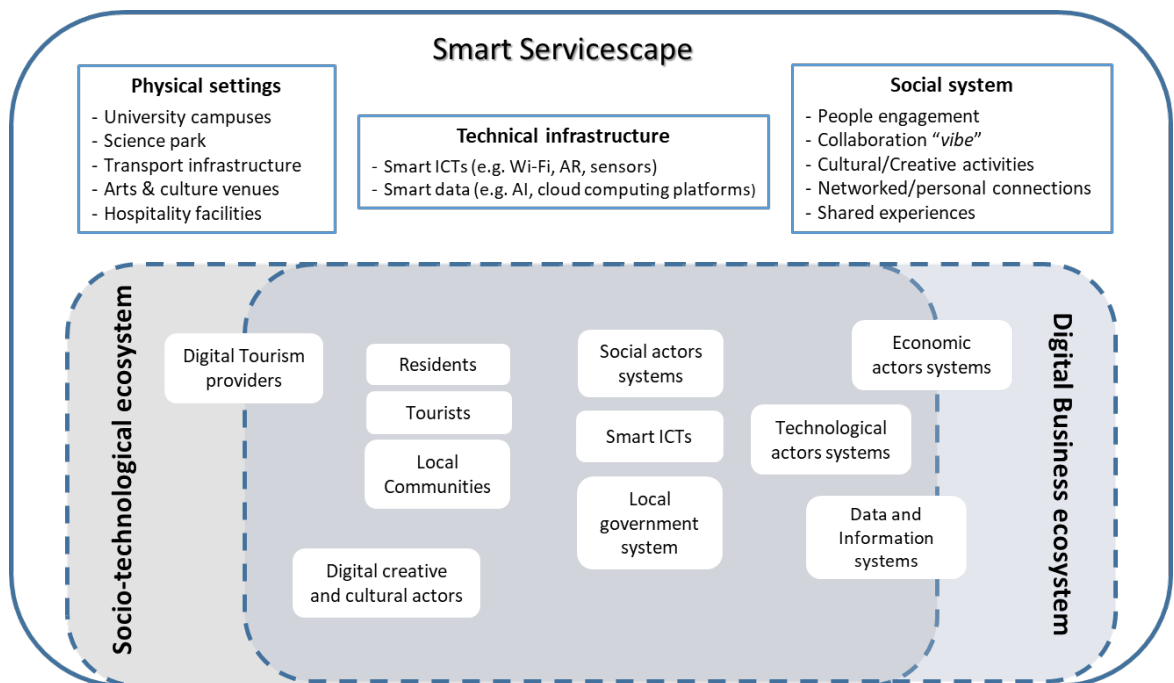 Smart Servicescape
Physical settings
- University campuses
- Science park
- Transport infrastructure
- Arts & culture venues
- Hospitality facilities
Technical infrastructure
- Smart ICTs (e.g. Wi-Fi, AR, sensors)
- Smart data (e.g. AI, cloud computing platforms)
Social system
- People engagement
- Collaboration “vibe”
- Cultural/Creative activities
- Networked/personal connections
- Shared experiences
Socio-technological ecosystem
Digital Tourism
providers
Residents
Tourists
Local
Communities
Digital creative
and cultural actors
Social actors
systems
Smart ICTs
Local
government
system
Economic
actors systems
Technological
actors systems
Data and
Information
systems
Digital Business ecosystem